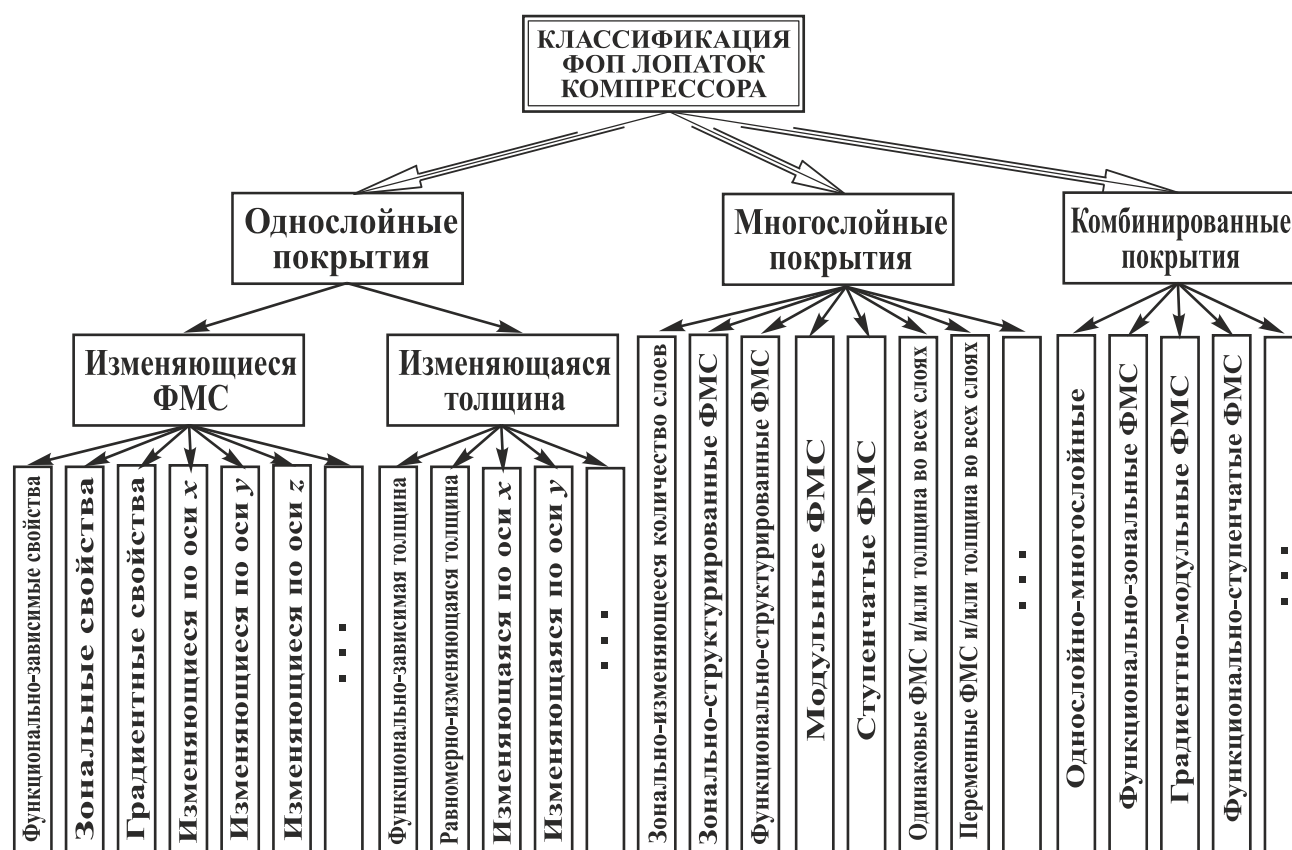 КЛАССИФИКАЦИЯ
ФОП ЛОПАТОК
КОМПРЕССОРА
Однослойные
покрытия
Многослойные
покрытия
Комбинированные
покрытия
Изменяющиеся
ФМС
Изменяющаяся
толщина
Функционально-зависимые свойства
Зональные свойства
Градиентные свойства
Изменяющиеся по оси x
Изменяющиеся по оси y
Изменяющиеся по оси z
...
Функционально-зависимая толщина
Равномерно-изменяющаяся толщина
Изменяющаяся по оси x
Изменяющаяся по оси y
...
Зонально-изменяющееся количество слоев
Зонально-структурированные ФМС
Функционально-структурированные ФМС
Модульные ФМС
Ступенчатые ФМС
Одинаковые ФМС и/или толщина во всех слоях
Переменные ФМС и/или толщина во всех слоях
...
Однослойно-многослойные
Функционально-зональные ФМС
Градиентно-модульные ФМС
Функционально-ступенчатые ФМС
...